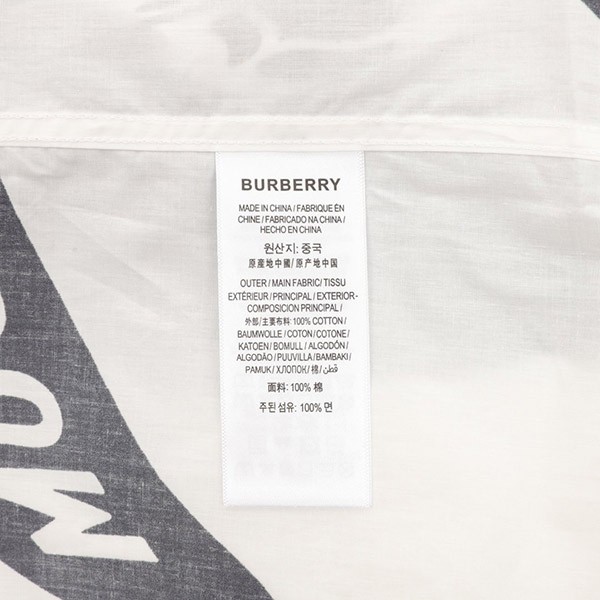 BURBERRY
MADE IN CHINA / FABRIQUÉ EN
CHINE / FABRICADO NA CHINA /
HECHO EN CHINA
원산지: 중국
原産地中國 / 原产地中国
OUTER / MAIN FABRIC / TISSU
EXTÉRIEUR / PRINCIPAL / EXTERIOR-
COMPOSICIÓN PRINCIPAL /
外部 / 主要布料: 100% COTTON /
BAUMWOLLE / COTON / COTONE /
KATOEN / BOMULL / ALGODÓN /
ALGODÃO / PUUVILLA / BAMBAKI /
PAMUK / ХЛОПОК / 棉 / قطن /
面料: 100% 棉
주된섬유: 100% 면
M